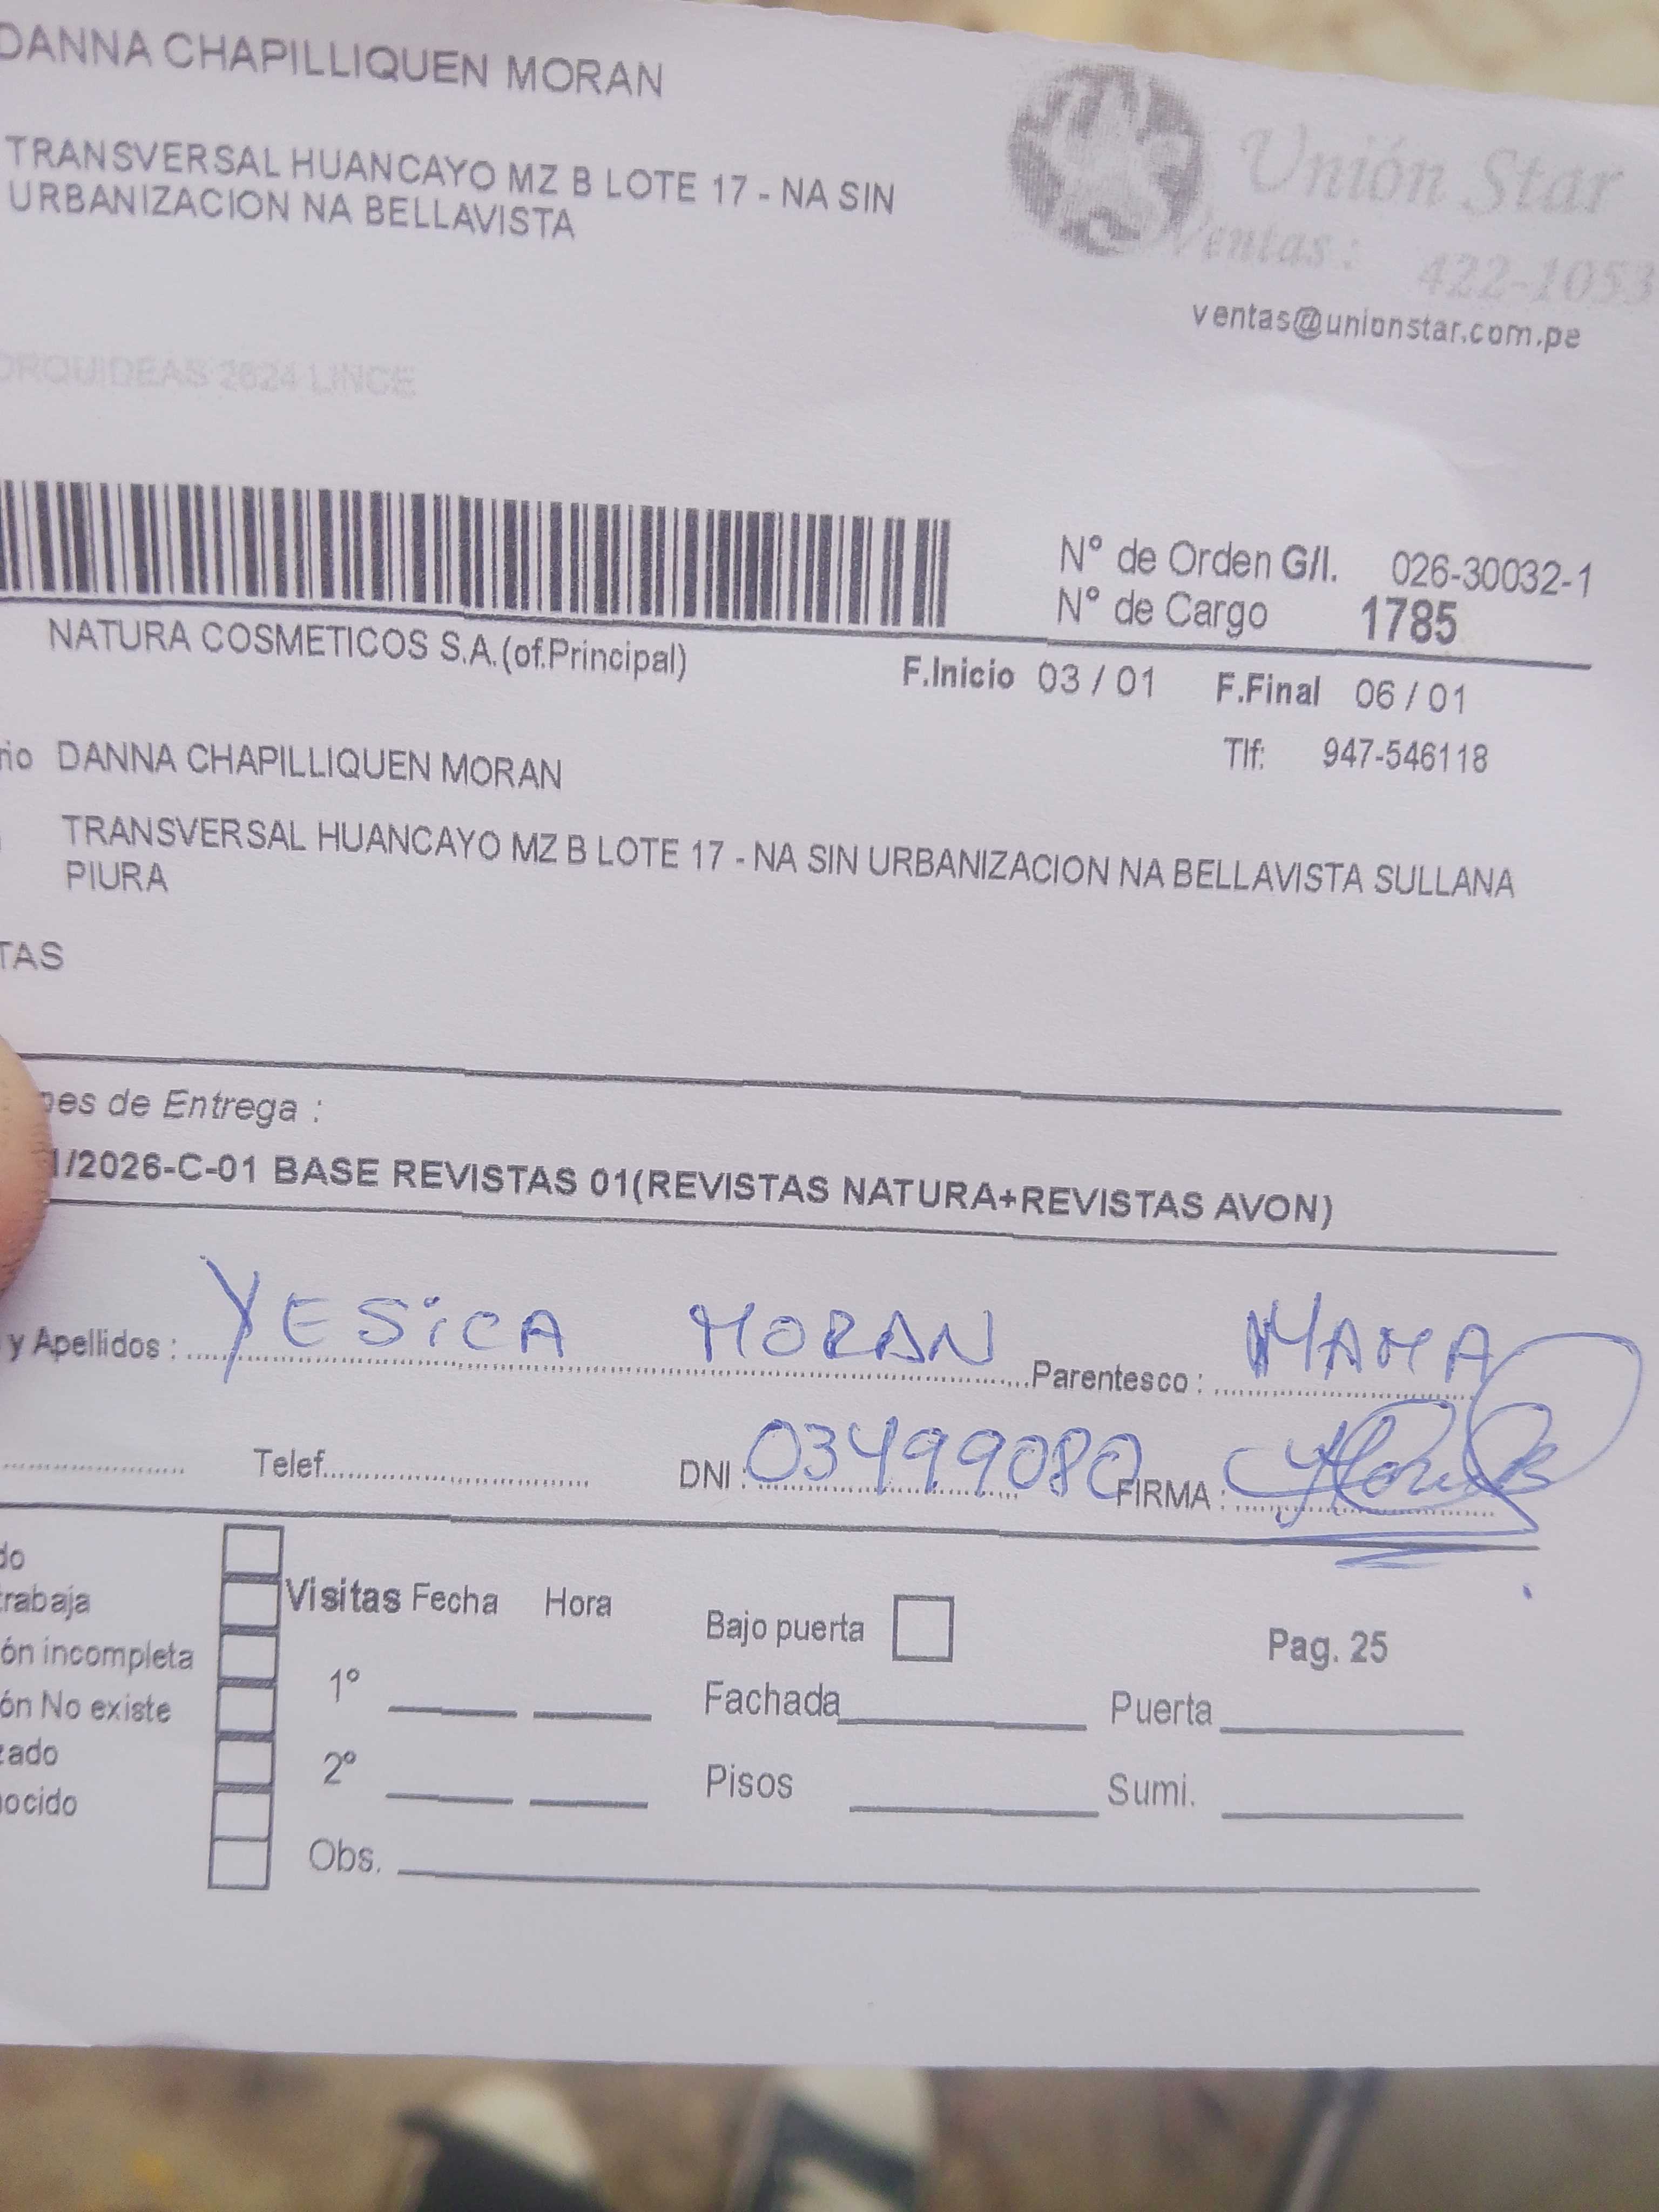 DANNA CHAPILLIQUEN MORAN
TRANSVERSAL HUANCAYO MZ B LOTE 17 - NA SIN
URBANIZACION NA BELLAVISTA
Unión Star
Ventas : 422-1053
ventas@unionstar.com.pe
ORQUIDEAS 2624 LINCE
N° de Orden G/I. 026-30032-1
N° de Cargo 1785
NATURA COSMETICOS S.A.(of.Principal) F.Inicio 03 / 01 F.Final 06 / 01
Tlf: 947-546118
rio DANNA CHAPILLIQUEN MORAN
TRANSVERSAL HUANCAYO MZ B LOTE 17 - NA SIN URBANIZACION NA BELLAVISTA SULLANA
PIURA
TAS
nes de Entrega :
1/2026-C-01 BASE REVISTAS 01(REVISTAS NATURA+REVISTAS AVON)
y Apellidos : YESiCA MORAN Parentesco : MAMA
Telef. DNI : 03499080 FIRMA :
do
trabaja
ón incompleta
ón No existe
zado
nocido
Visitas Fecha Hora
1°
2°
Obs.
Bajo puerta
Pag. 25
Fachada Puerta
Pisos Sumi.